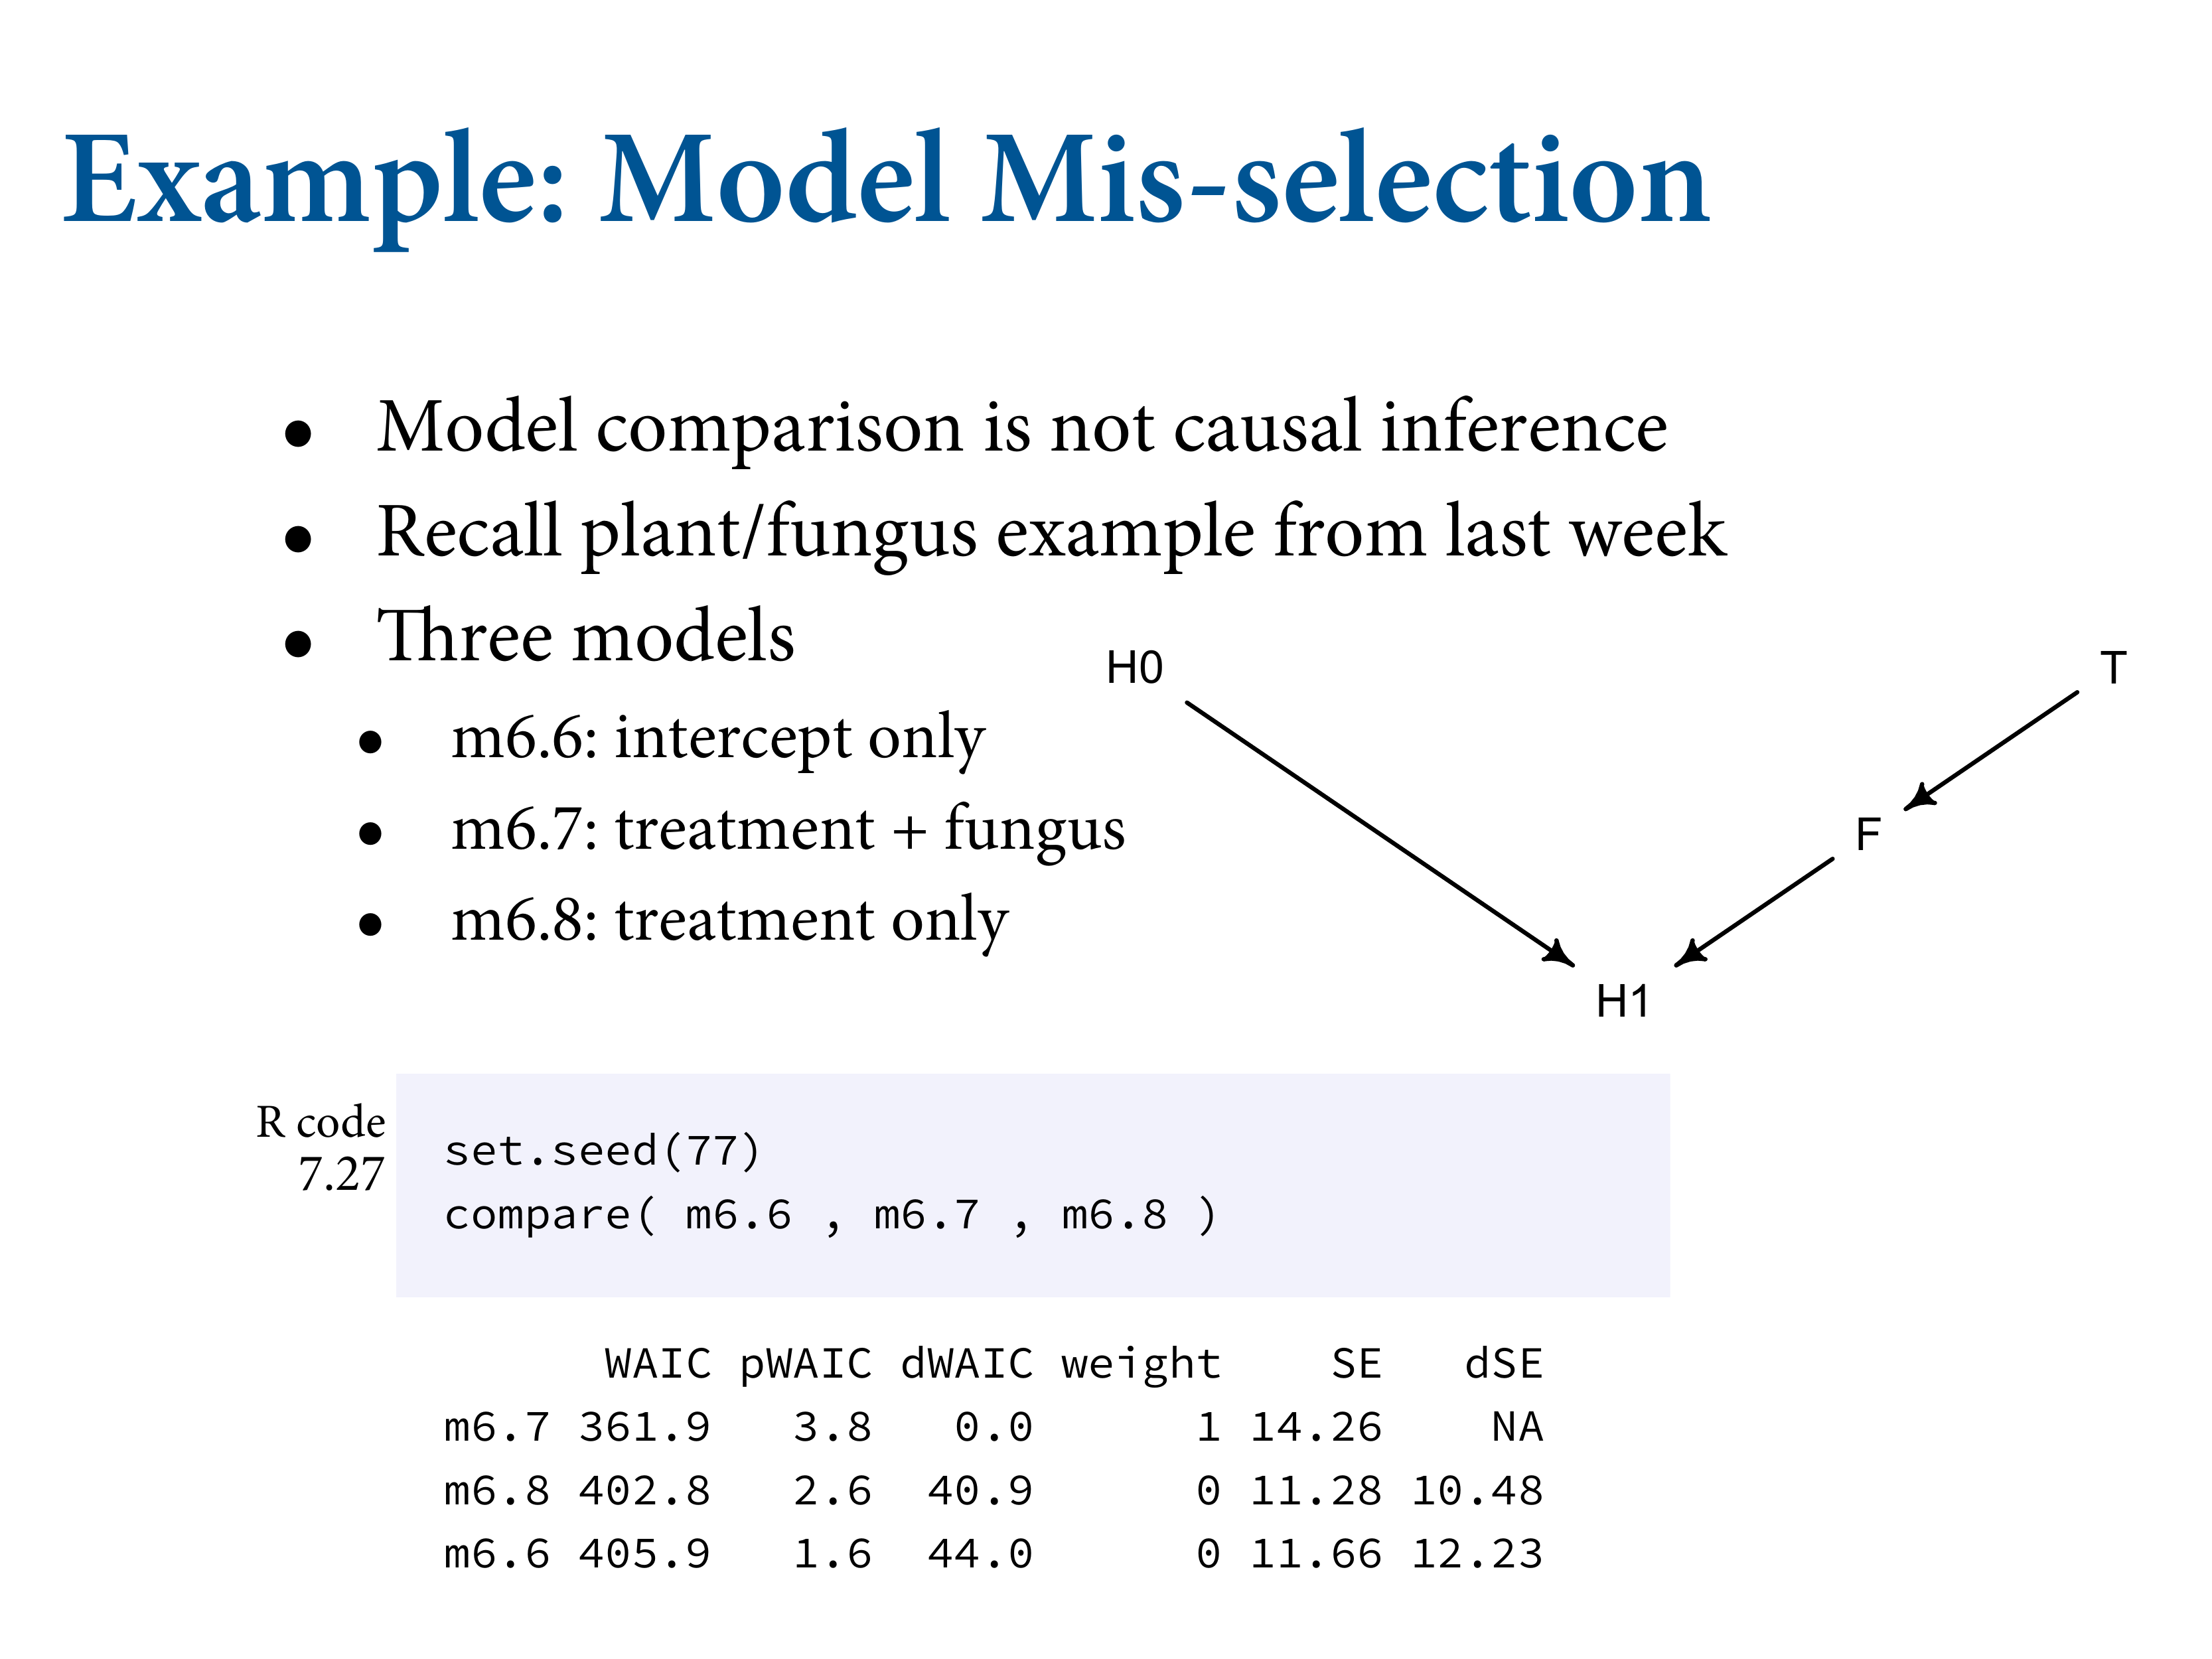 Example: Model Mis-selection
• Model comparison is not causal inference
• Recall plant/fungus example from last week
• Three models
• m6.6: intercept only
• m6.7: treatment + fungus
• m6.8: treatment only
H0
T
F
H1
R code
7.27
set.seed(77)
compare( m6.6 , m6.7 , m6.8 )
WAIC pWAIC dWAIC weight SE dSE
m6.7 361.9 3.8 0.0 1 14.26 NA
m6.8 402.8 2.6 40.9 0 11.28 10.48
m6.6 405.9 1.6 44.0 0 11.66 12.23